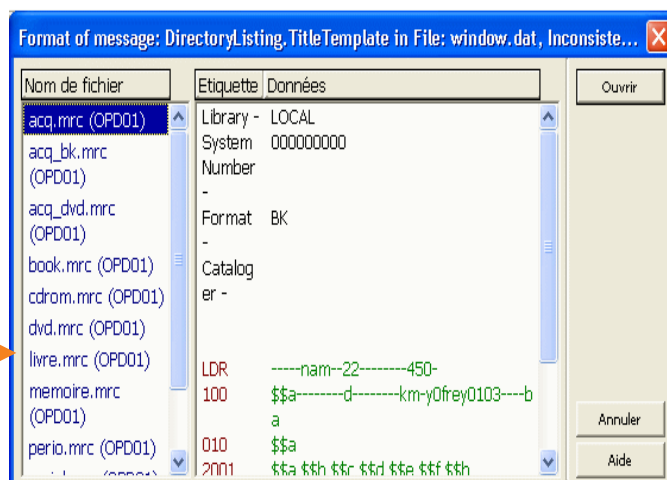 Format of message: DirectoryListing.TitleTemplate in File: window.dat, Inconsiste...
Nom de fichier
acq.mrc (OPD01)
acq_bk.mrc
(OPD01)
acq_dvd.mrc
(OPD01)
book.mrc (OPD01)
cdrom.mrc (OPD01)
dvd.mrc (OPD01)
livre.mrc (OPD01)
memoire.mrc
(OPD01)
perio.mrc (OPD01)
Etiquette Données
Library - LOCAL
System 000000000
Number
-
Format BK
-
Catalog
er -
LDR -----nam--22--------450-
100 $$a--------d--------km-y0frey0103----b
a
010 $$a
2001 $$a $$h $$c $$d $$e $$f $$h
Ouvrir
Annuler
Aide